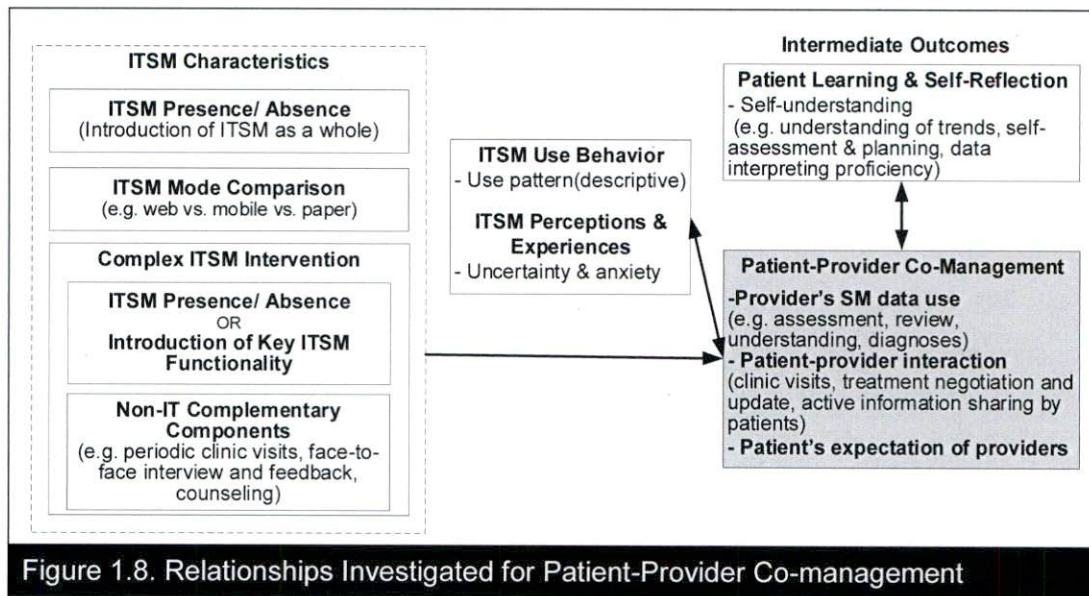 ITSM Characteristics
ITSM Presence/ Absence
(Introduction of ITSM as a whole)
ITSM Mode Comparison
(e.g. web vs. mobile vs. paper)
Complex ITSM Intervention
ITSM Presence/ Absence
OR
Introduction of Key ITSM
Functionality
Non-IT Complementary
Components
(e.g. periodic clinic visits, face-to-
face interview and feedback,
counseling)
ITSM Use Behavior
- Use pattern(descriptive)
ITSM Perceptions &
Experiences
- Uncertainty & anxiety
Intermediate Outcomes
Patient Learning & Self-Reflection
- Self-understanding
(e.g. understanding of trends, self-
assessment & planning, data
interpreting proficiency)
Patient-Provider Co-Management
-Provider's SM data use
(e.g. assessment, review,
understanding, diagnoses)
- Patient-provider interaction
(clinic visits, treatment negotiation and
update, active information sharing by
patients)
- Patient's expectation of providers
Figure 1.8. Relationships Investigated for Patient-Provider Co-management